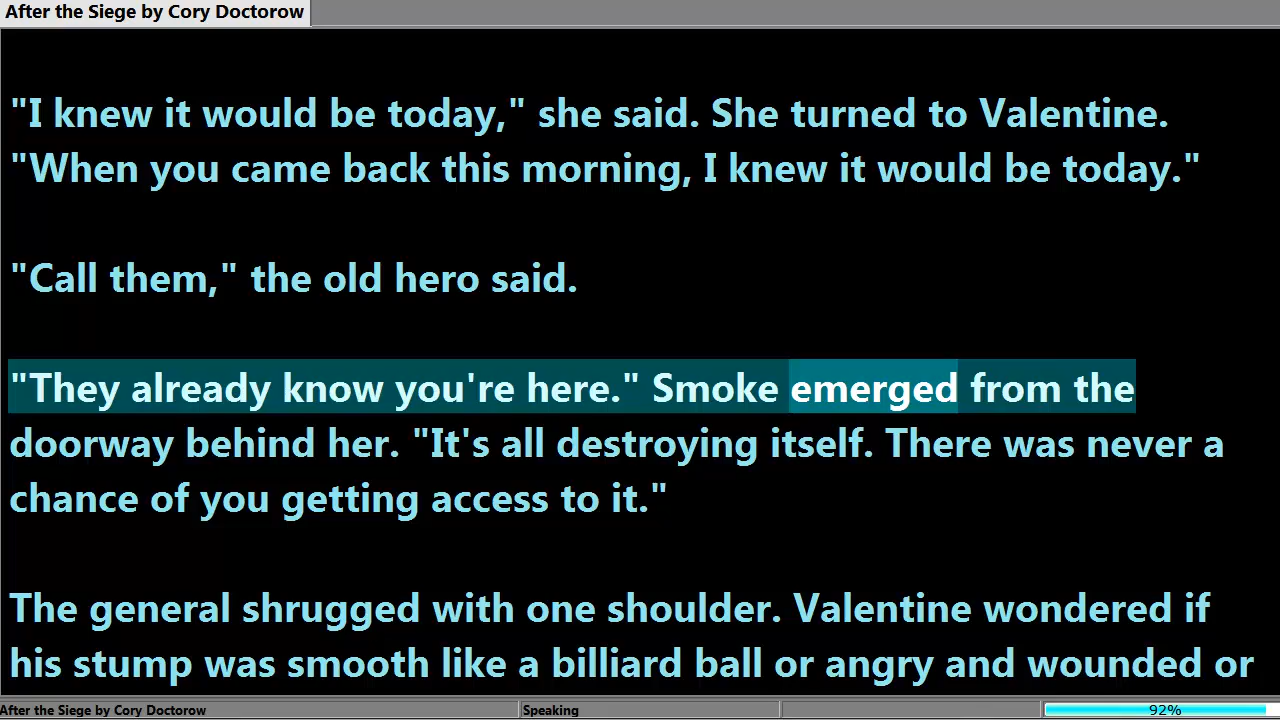 After the Siege by Cory Doctorow
"I knew it would be today," she said. She turned to Valentine.
"When you came back this morning, I knew it would be today."
"Call them," the old hero said.
"They already know you're here." Smoke emerged from the
doorway behind her. "It's all destroying itself. There was never a
chance of you getting access to it."
The general shrugged with one shoulder. Valentine wondered if
his stump was smooth like a billiard ball or angry and wounded or
After the Siege by Cory Doctorow Speaking 92%